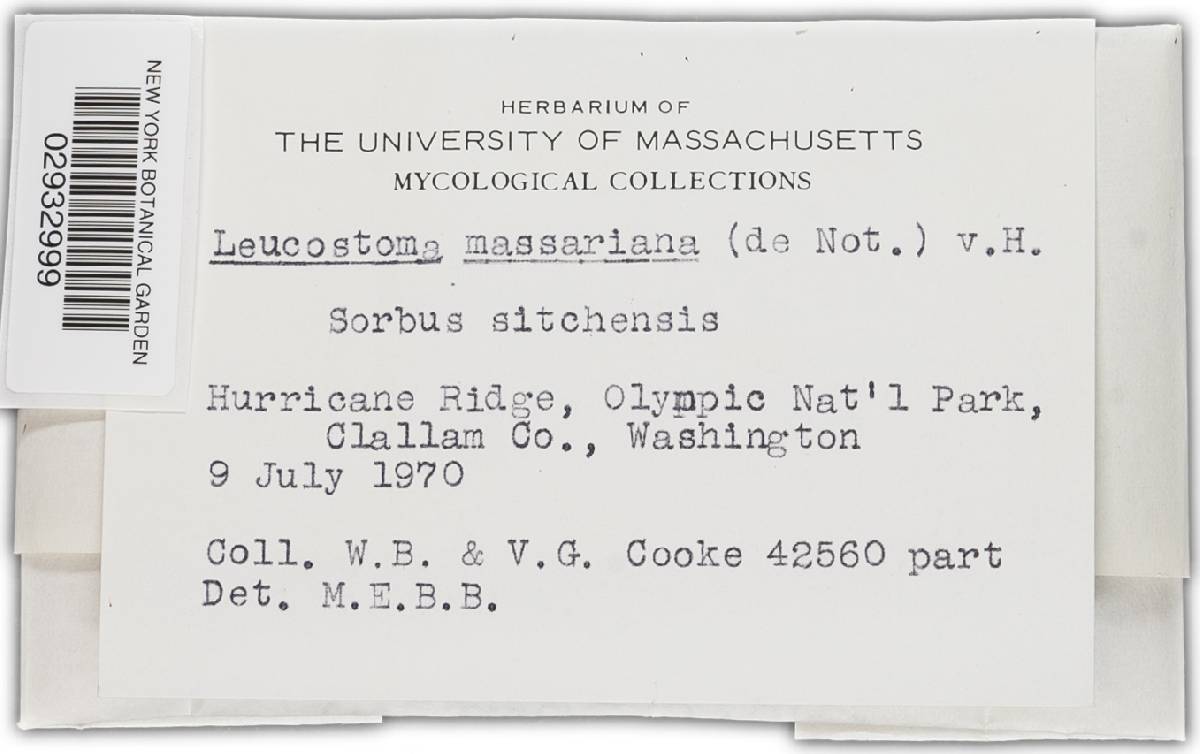 NEW YORK BOTANICAL GARDEN
02932999
HERBARIUM OF
THE UNIVERSITY OF MASSACHUSETTS
MYCOLOGICAL COLLECTIONS
Leucostoma massariana (de Not.) v.H.
Sorbus sitchensis
Hurricane Ridge, Olympic Nat'l Park,
Clallam Co., Washington
9 July 1970
Coll. W.B. & V.G. Cooke 42560 part
Det. M.E.B.B.